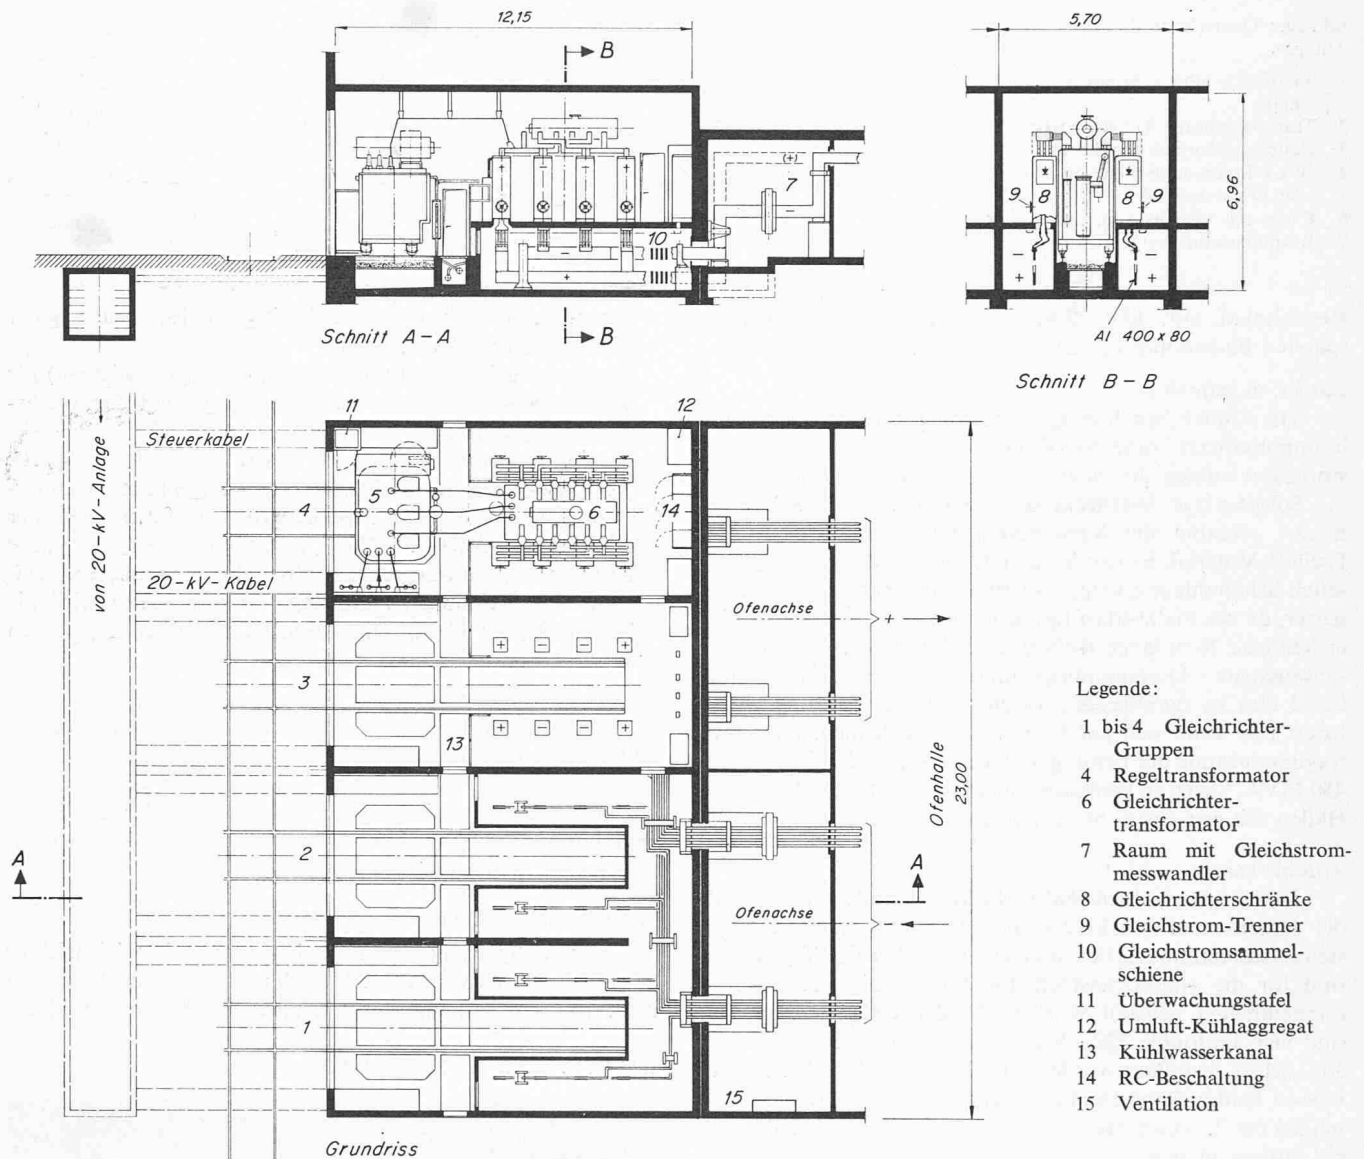 12,15
B
5,70
(+)
7
10
−
+
B
Schnitt A-A
9
8
8
9
6,96
−
+
−
+
Al 400 x 80
Schnitt B-B
von 20-kV-Anlage
Steuerkabel
11
12
4
5
6
14
20-kV-Kabel
Ofenachse
+
3
+ − − +
+ − − +
13
Ofenhalle
23,00
2
A
A
Ofenachse
-
1
15
Grundriss
Legende:
1 bis 4 Gleichrichter-
Gruppen
4 Regeltransformator
6 Gleichrichter-
transformator
7 Raum mit Gleichstrom-
messwandler
8 Gleichrichterschränke
9 Gleichstrom-Trenner
10 Gleichstromsammel-
schiene
11 Überwachungstafel
12 Umluft-Kühlaggregat
13 Kühlwasserkanal
14 RC-Beschaltung
15 Ventilation